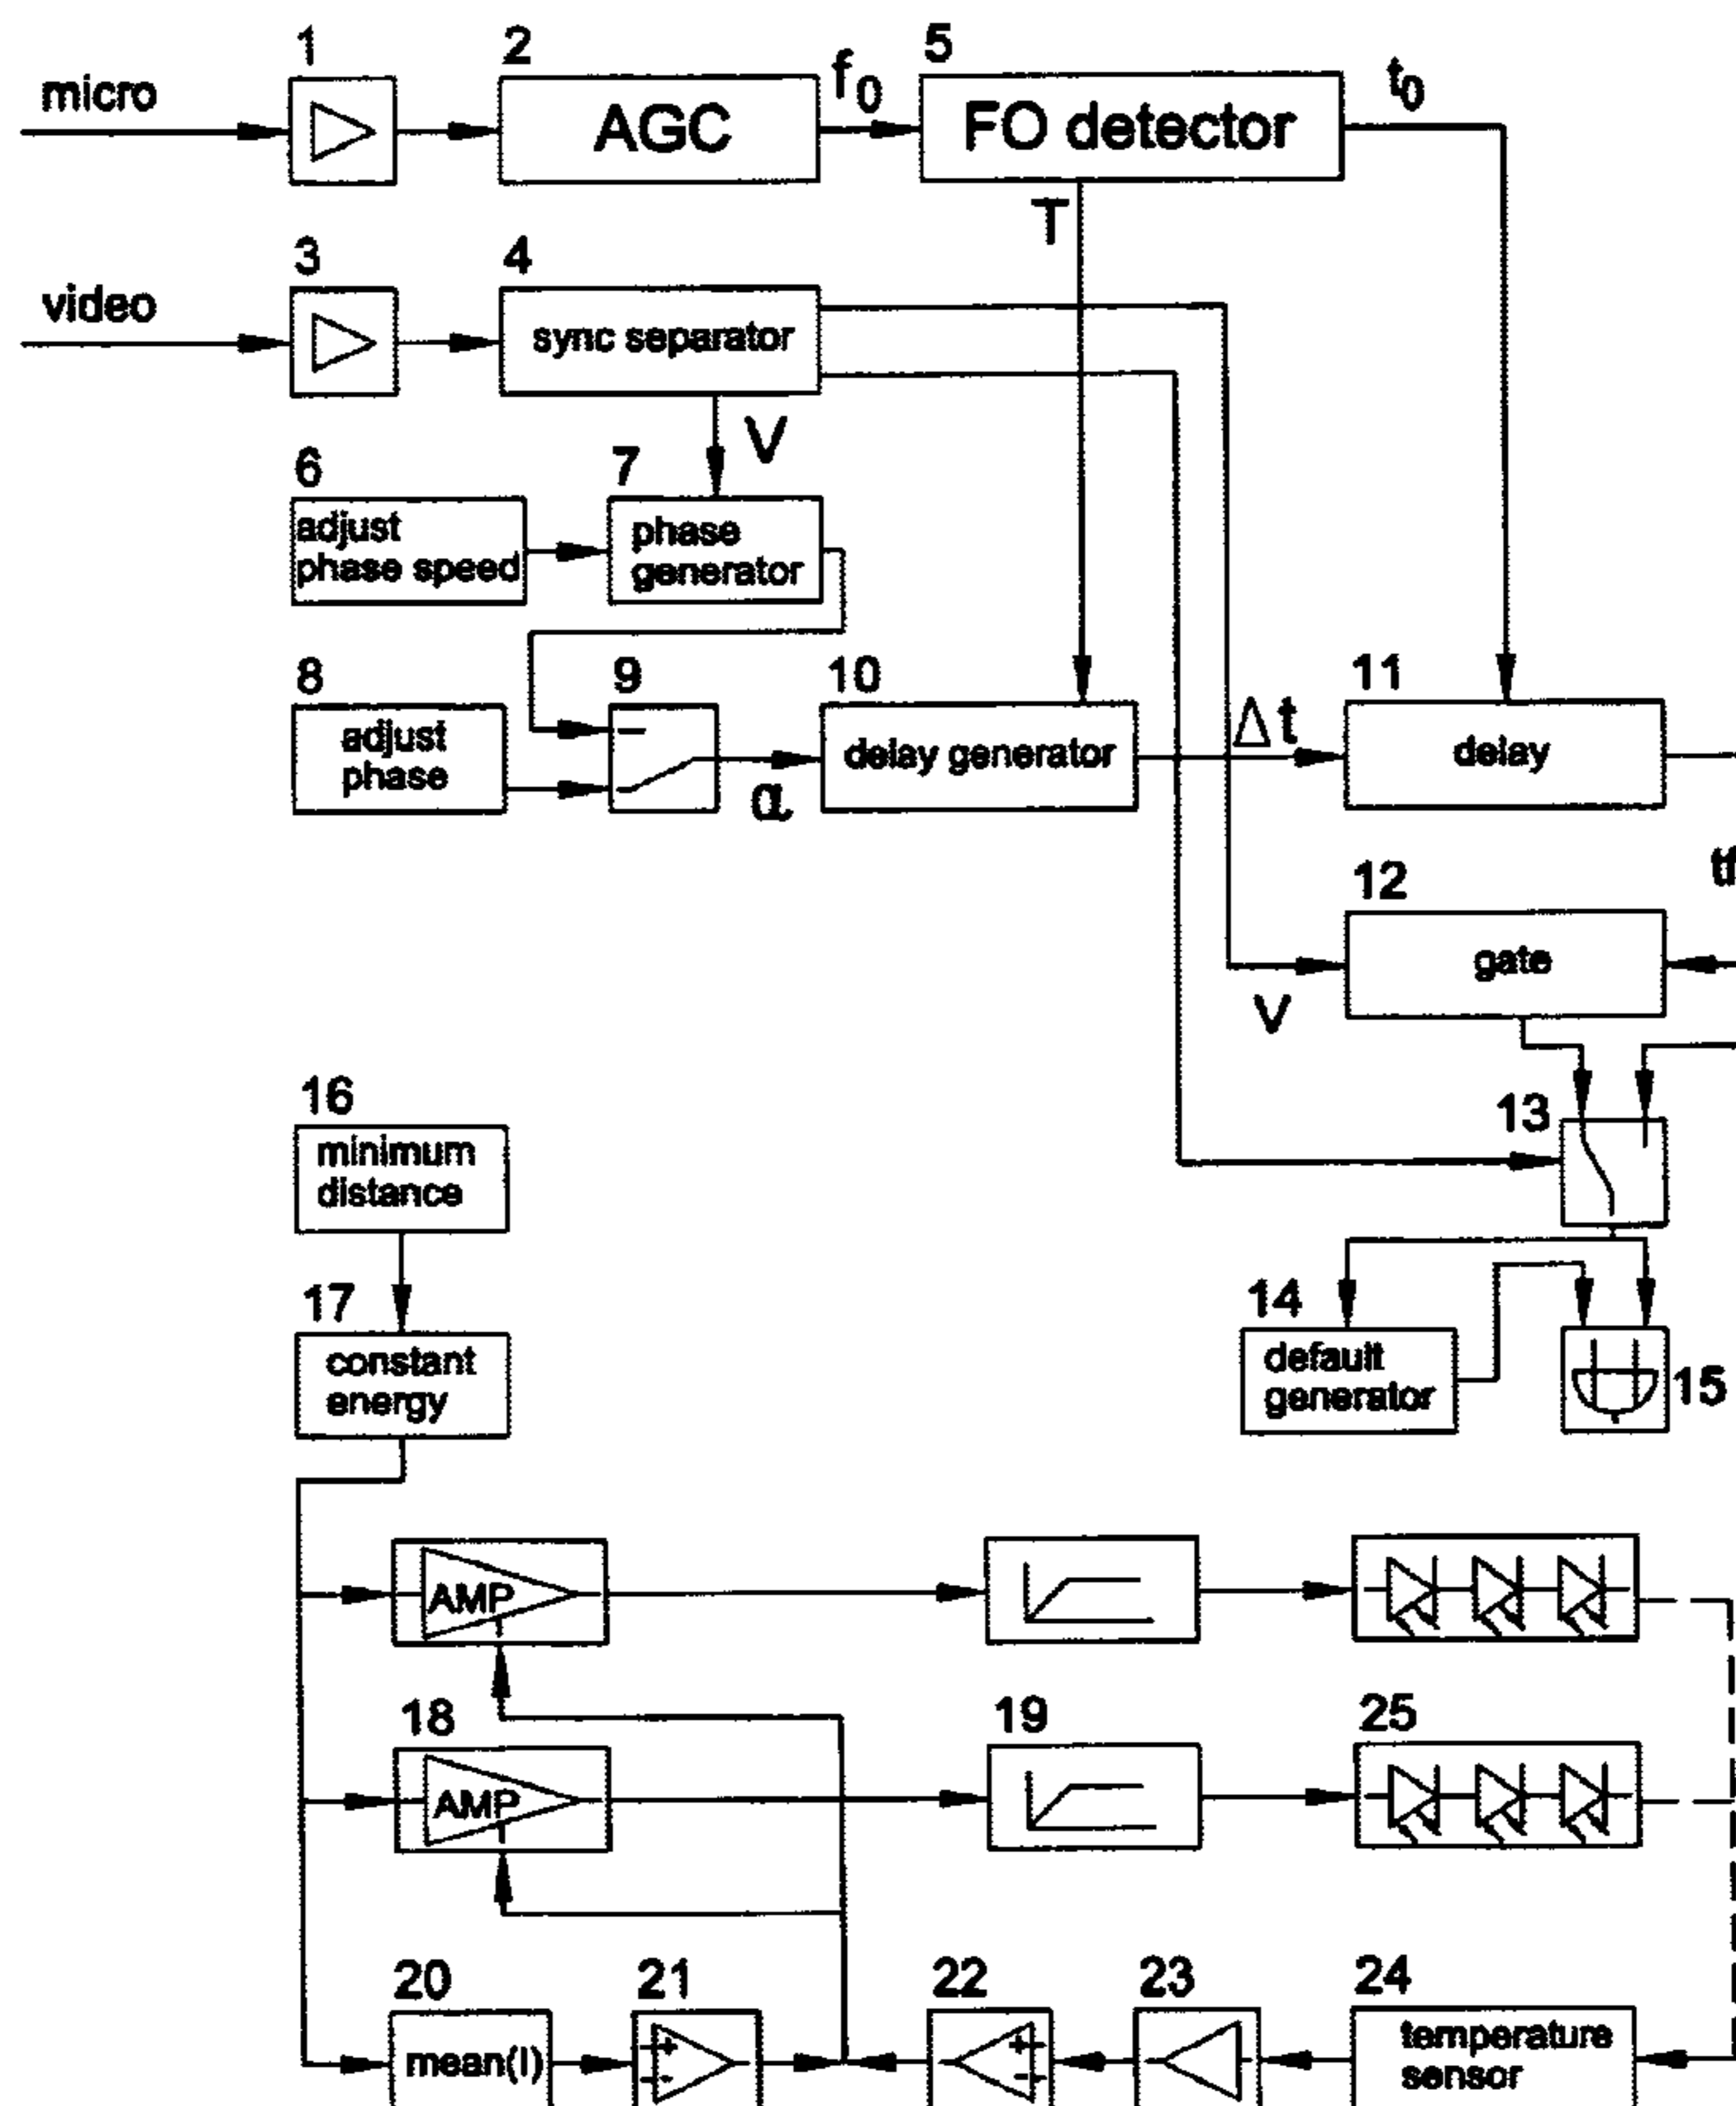 1
2
5
micro
AGC
f0
FO detector
t0
T
3
4
video
sync separator
V
6
7
adjust
phase speed
phase
generator
8
9
10
11
adjust
phase
α
delay generator
Δt
delay
12
gate
V
16
minimum
distance
13
17
constant
energy
14
default
generator
15
AMP
18
19
25
AMP
20
21
22
23
24
mean(I)
temperature
sensor